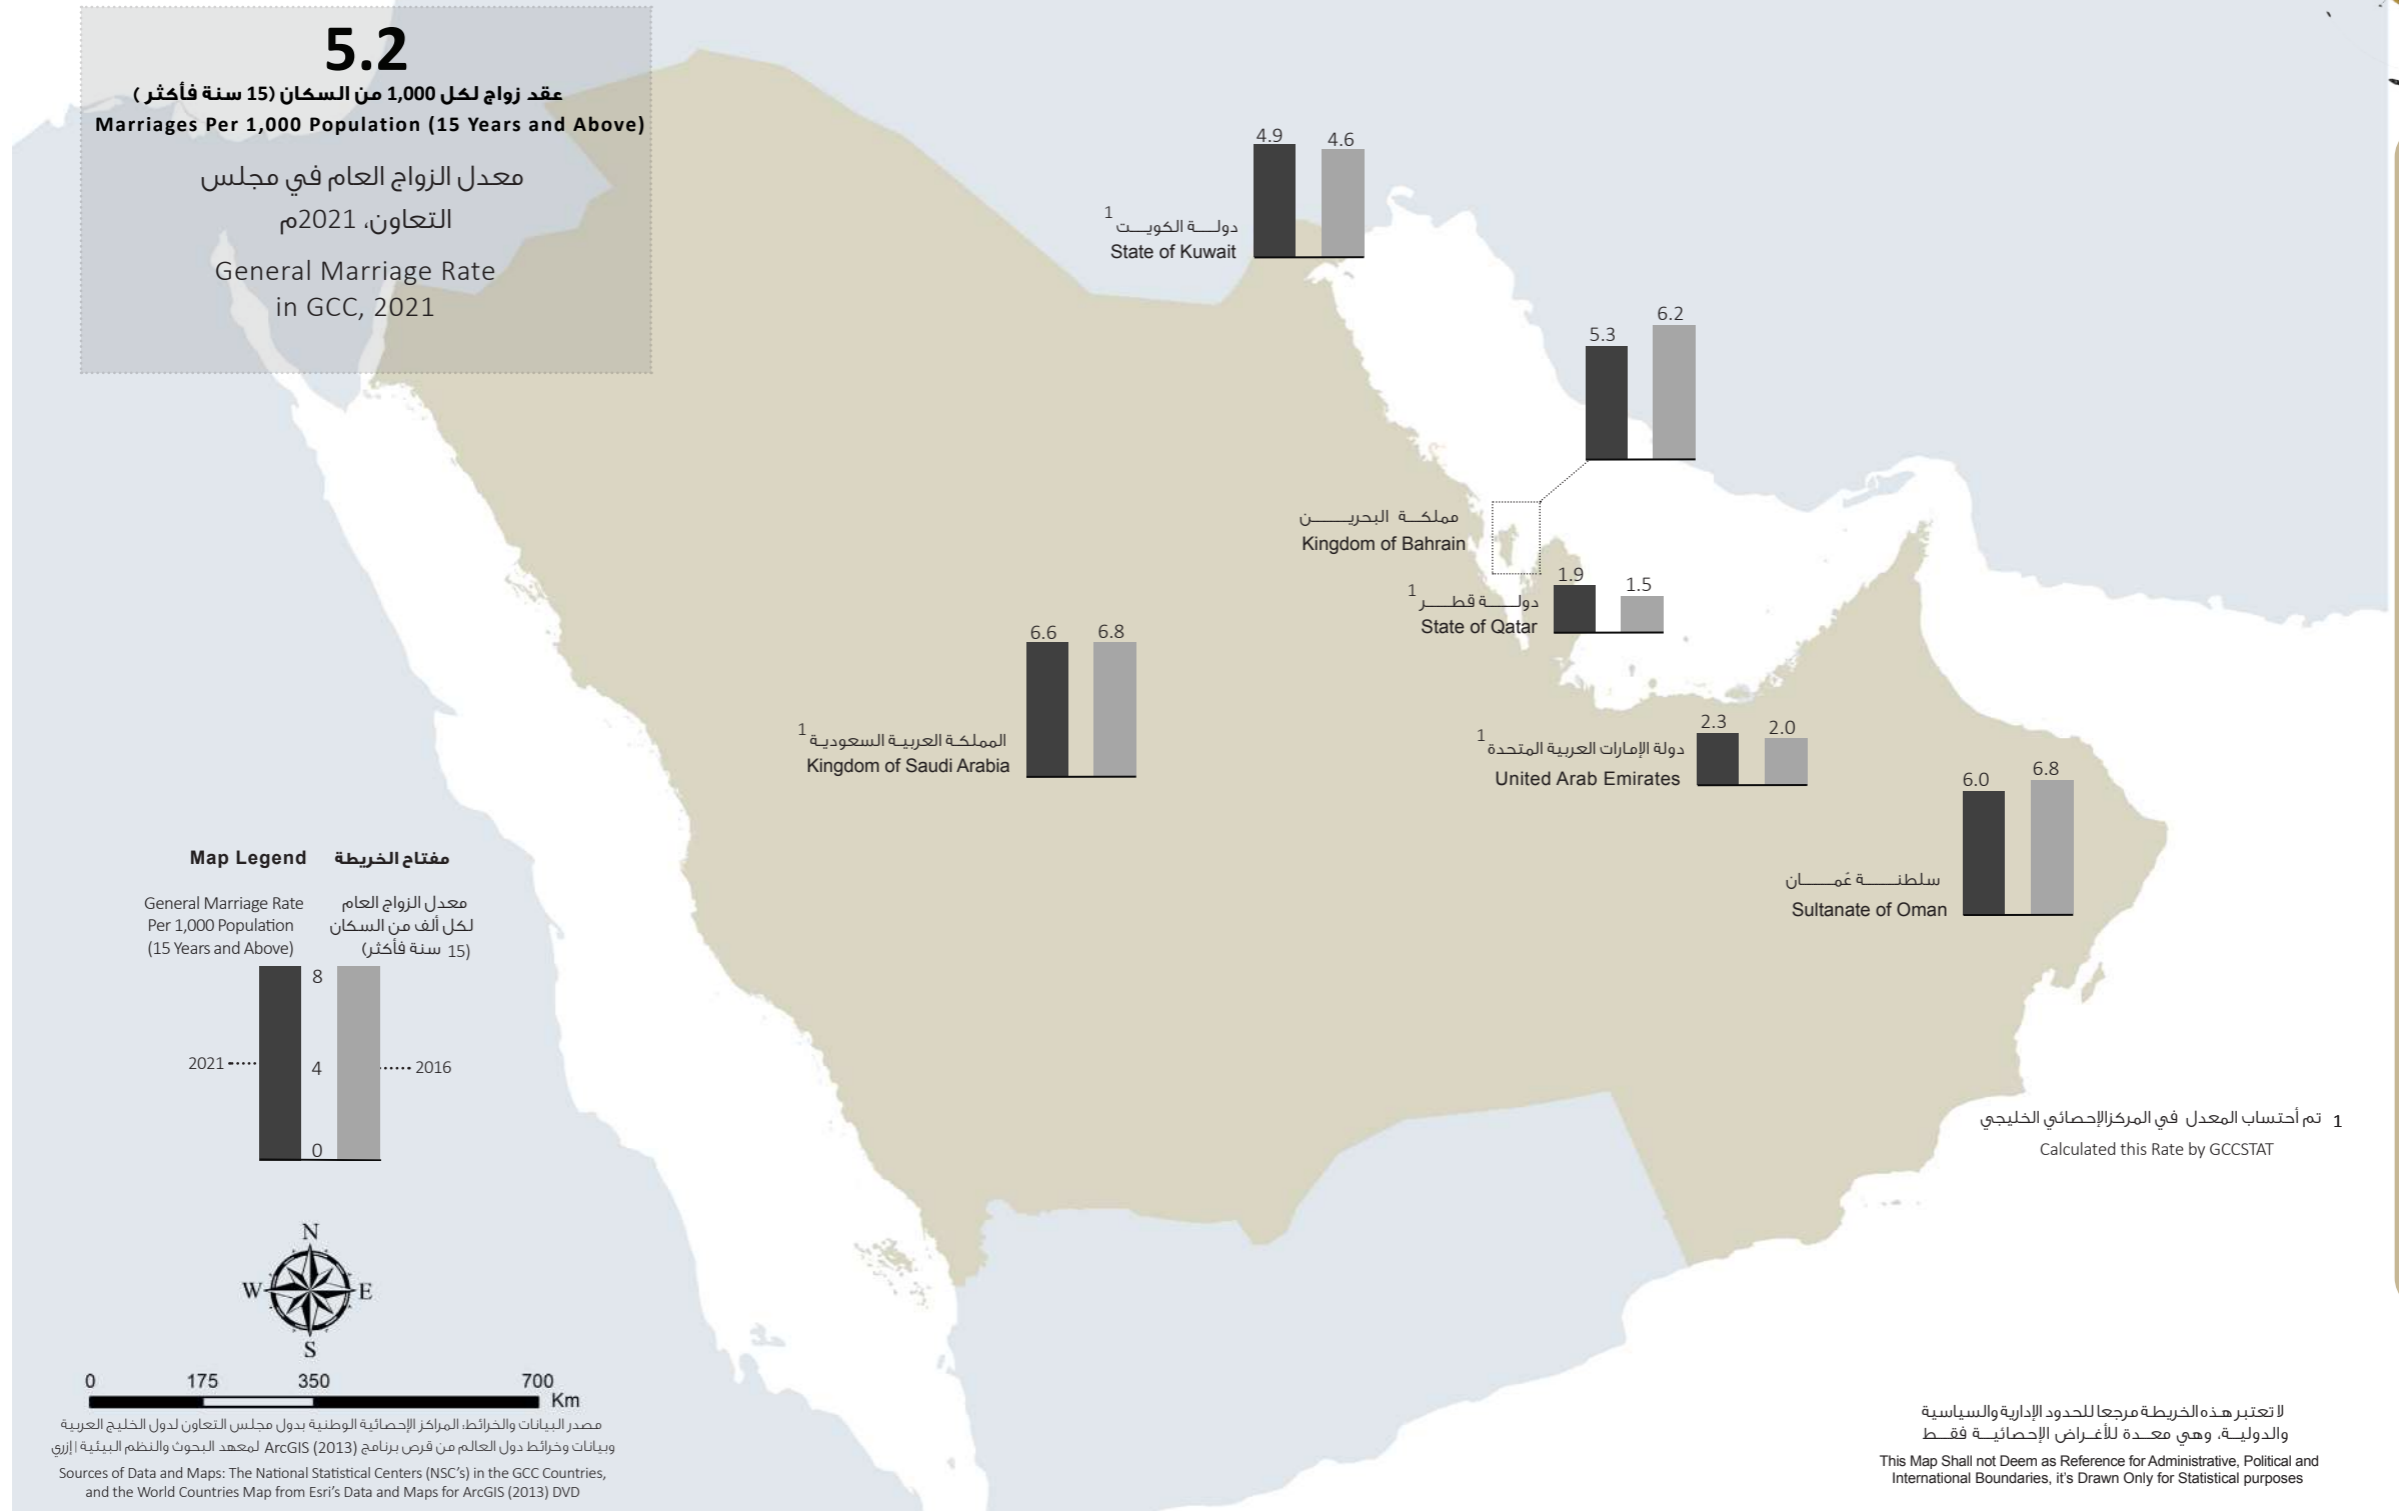 5.2
عقد زواج لكل 1,000 من السكان (15 سنة فأكثر )
Marriages Per 1,000 Population (15 Years and Above)
معدل الزواج العام في مجلس
التعاون، 2021م
General Marriage Rate
in GCC, 2021
4.9
4.6
دولـــة الكويـــت 1
State of Kuwait
5.3
6.2
مملكـــة البحريـــــن
Kingdom of Bahrain
1.9
1.5
دولـــــة قطـــــر 1
State of Qatar
6.6
6.8
المملكـة العربيـة السعوديـة 1
Kingdom of Saudi Arabia
2.3
2.0
دولة الإمارات العربية المتحدة 1
United Arab Emirates
6.0
6.8
سلطنـــــة عُمـــــان
Sultanate of Oman
Map Legend
مفتاح الخريطة
General Marriage Rate
Per 1,000 Population
(15 Years and Above)
معدل الزواج العام
لكل ألف من السكان
(15 سنة فأكثر)
8
2021
4
2016
0
1 تم أحتساب المعدل في المركزالإحصائي الخليجي
Calculated this Rate by GCCSTAT
N
W
E
S
0 175 350 700
Km
مصدر البيانات والخرائط: المراكز الإحصائية الوطنية بدول مجلس التعاون لدول الخليج العربية
وبيانات وخرائط دول العالم من قرص برنامج ArcGIS (2013) لمعهد البحوث والنظم البيئية | إزري
Sources of Data and Maps: The National Statistical Centers (NSC's) in the GCC Countries,
and the World Countries Map from Esri's Data and Maps for ArcGIS (2013) DVD
لا تعتبر هـذه الخريطـة مرجعا للحدود الإدارية والسياسية
والدوليـــة، وهي معـــدة للأغـــراض الإحصائيـــة فقـــط
This Map Shall not Deem as Reference for Administrative, Political and
International Boundaries, it's Drawn Only for Statistical purposes